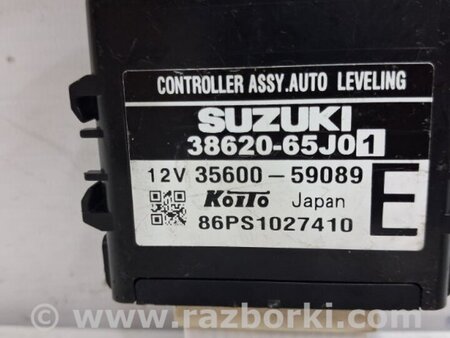 CONTROLLER ASSY.AUTO LEVELING
SUZUKI
38620-65J01
12V 35600-59089
KOITO Japan E
86PS1027410
www.razborki.com